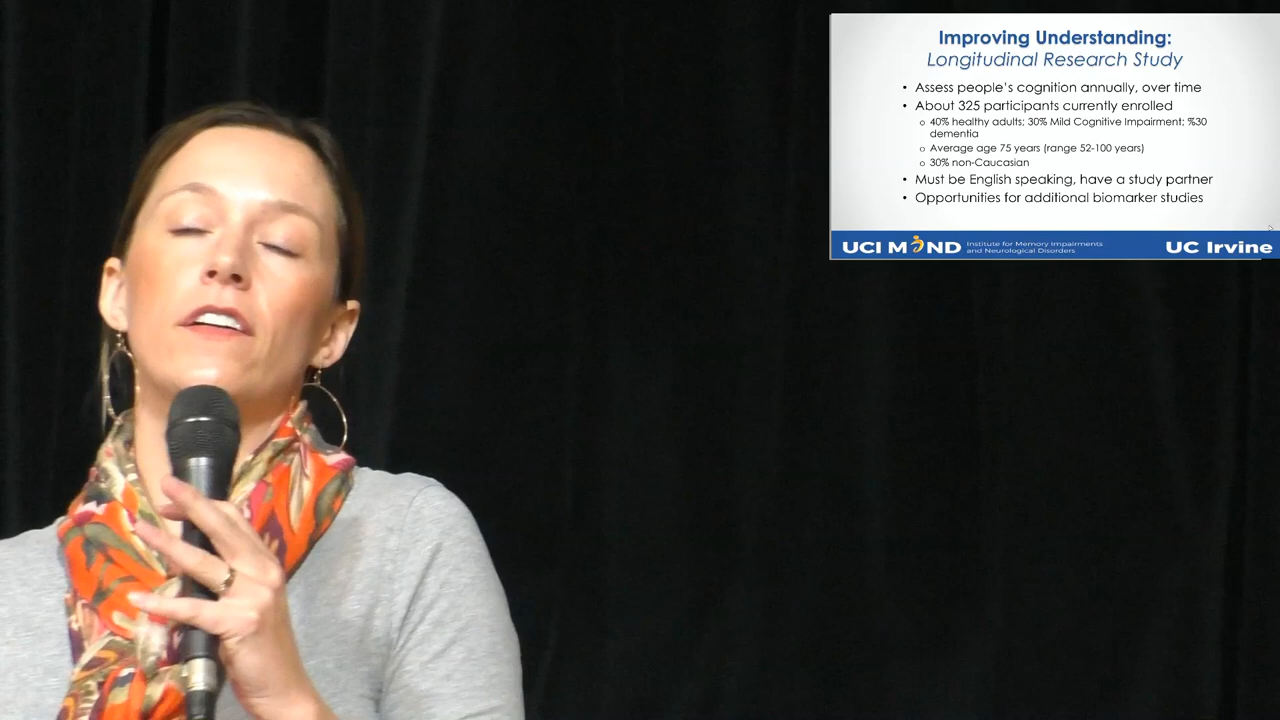 Improving Understanding:
Longitudinal Research Study
• Assess people's cognition annually, over time
• About 325 participants currently enrolled
o 40% healthy adults; 30% Mild Cognitive Impairment; %30
dementia
o Average age 75 years (range 52-100 years)
o 30% non-Caucasian
• Must be English speaking, have a study partner
• Opportunities for additional biomarker studies
UCI MIND
Institute for Memory Impairments
and Neurological Disorders
UC Irvine